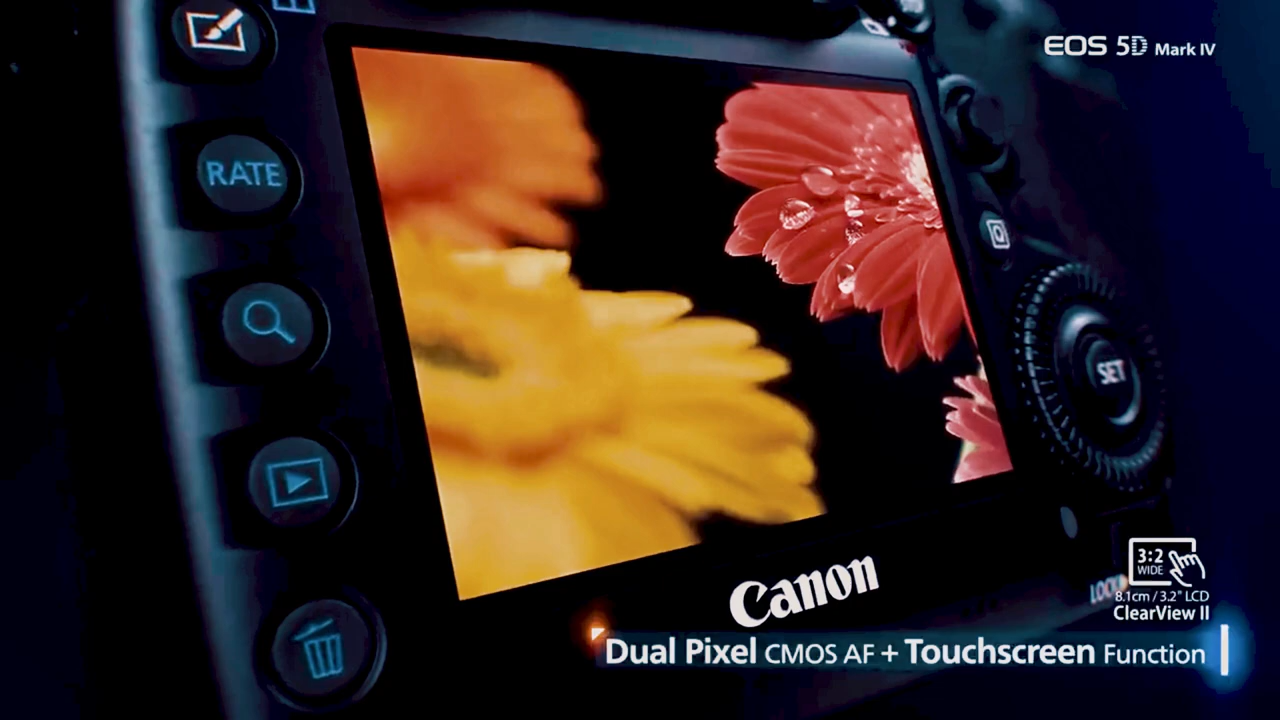 EOS 5D Mark IV
RATE
SET
Canon
3:2
WIDE
LOCK
8.1cm / 3.2" LCD
ClearView II
Dual Pixel CMOS AF + Touchscreen Function